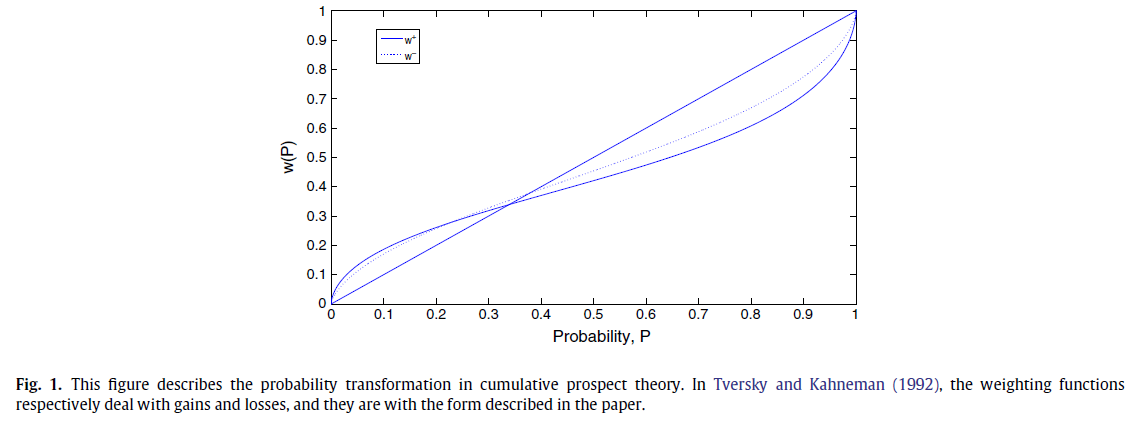 1
0.9
0.8
0.7
0.6
0.5
0.4
0.3
0.2
0.1
0
w(P)
w⁺
w⁻
0 0.1 0.2 0.3 0.4 0.5 0.6 0.7 0.8 0.9 1
Probability, P
Fig. 1. This figure describes the probability transformation in cumulative prospect theory. In Tversky and Kahneman (1992), the weighting functions
respectively deal with gains and losses, and they are with the form described in the paper.